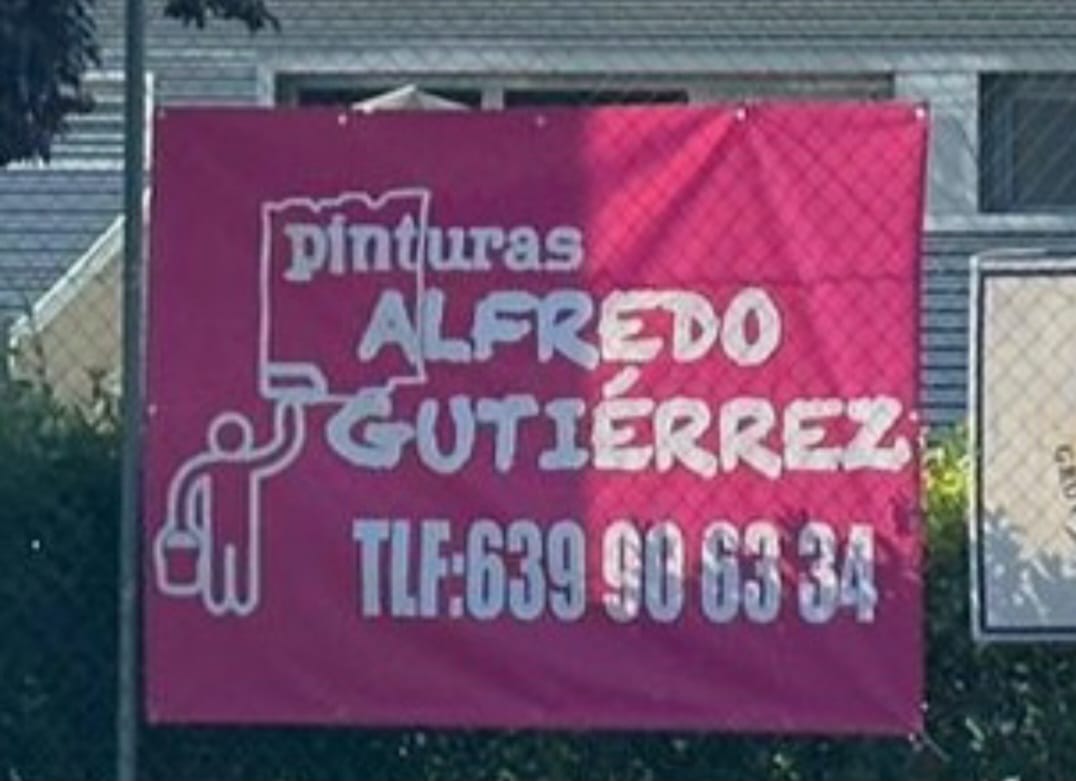 pinturas
ALFREDO
GUTIÉRREZ
TLF:639 90 63 34